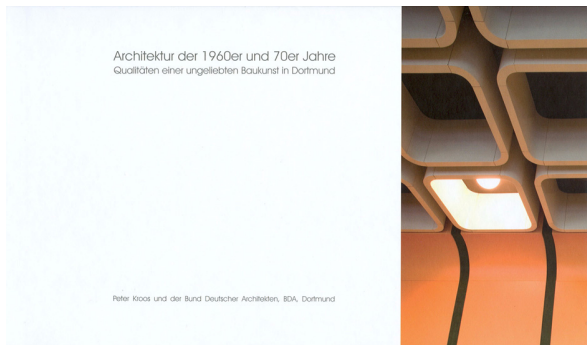 Architektur der 1960er und 70er Jahre
Qualitäten einer ungeliebten Baukunst in Dortmund
Peter Kroos und der Bund Deutscher Architekten, BDA, Dortmund